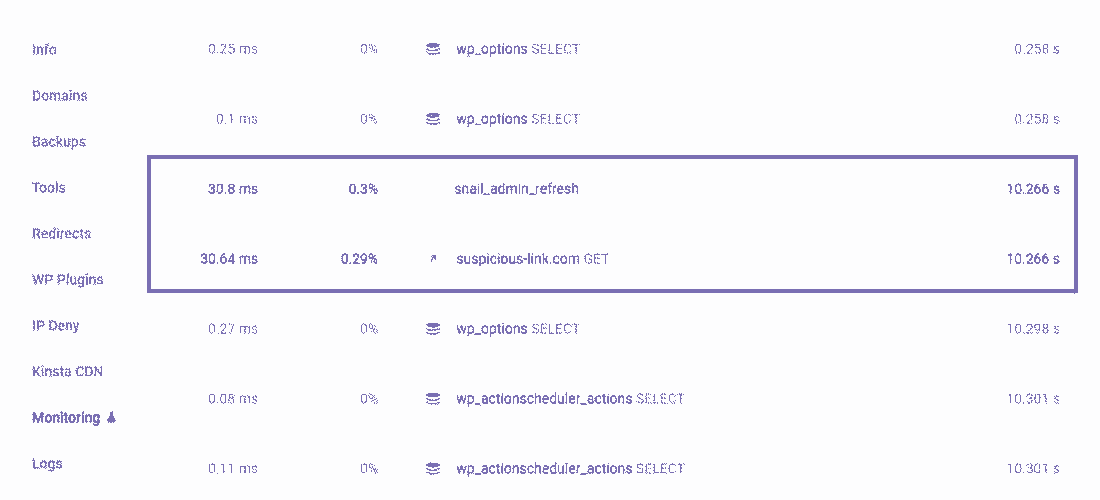 Info
Domains
Backups
Tools
Redirects
WP Plugins
IP Deny
Kinsta CDN
Monitoring
Logs
0.25 ms 0% wp_options SELECT 0.258 s
0.1 ms 0% wp_options SELECT 0.258 s
30.8 ms 0.3% snail_admin_refresh 10.266 s
30.64 ms 0.29% suspicious-link.com GET 10.266 s
0.27 ms 0% wp_options SELECT 10.298 s
0.08 ms 0% wp_actionscheduler_actions SELECT 10.301 s
0.11 ms 0% wp_actionscheduler_actions SELECT 10.301 s